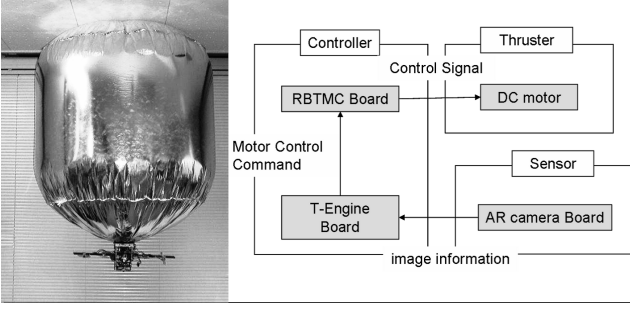 Controller
Thruster
Control Signal
RBTMC Board
DC motor
Motor Control
Command
Sensor
T-Engine
Board
AR camera Board
image information